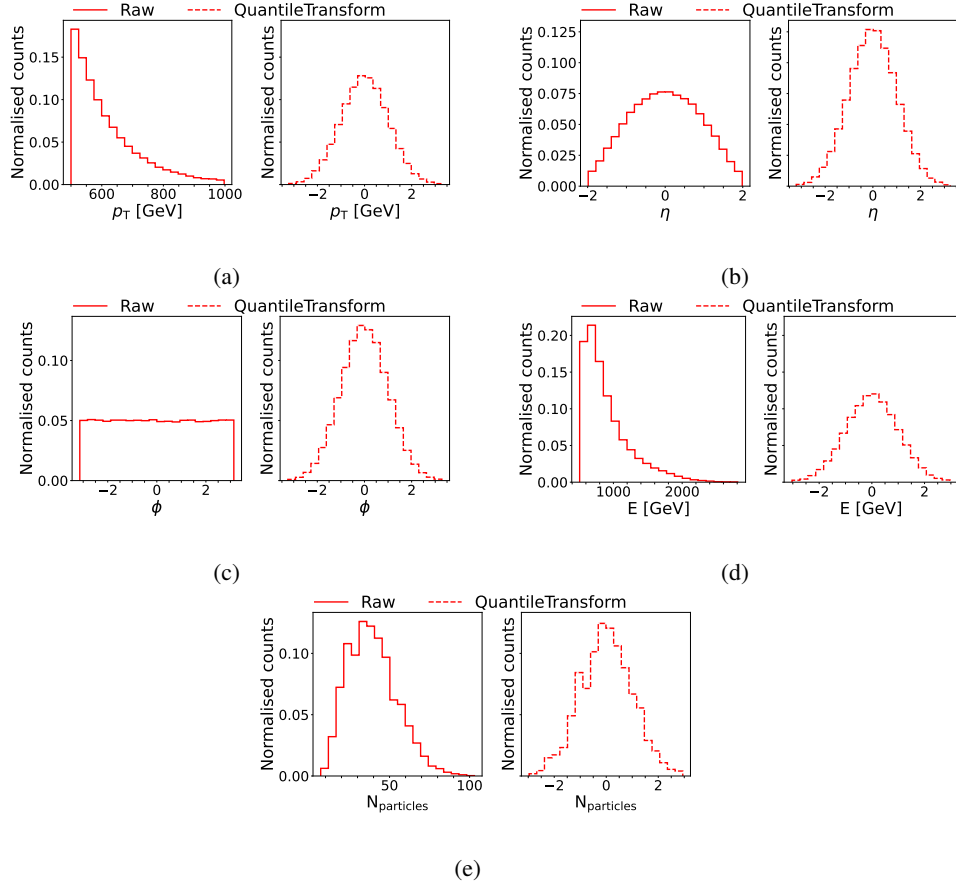 Raw QuantileTransform
Normalised counts
0.15
0.10
0.05
0.00
600 800 1000
p_T [GeV]
Normalised counts
−2 0 2
p_T [GeV]
(a)
Raw QuantileTransform
Normalised counts
0.125
0.100
0.075
0.050
0.025
0.000
−2 0 2
η
Normalised counts
−2 0 2
η
(b)
Raw QuantileTransform
Normalised counts
0.10
0.05
0.00
−2 0 2
ϕ
Normalised counts
−2 0 2
ϕ
(c)
Raw QuantileTransform
Normalised counts
0.20
0.15
0.10
0.05
0.00
1000 2000
E [GeV]
Normalised counts
−2 0 2
E [GeV]
(d)
Raw QuantileTransform
Normalised counts
0.10
0.05
0.00
50 100
N_particles
Normalised counts
−2 0 2
N_particles
(e)